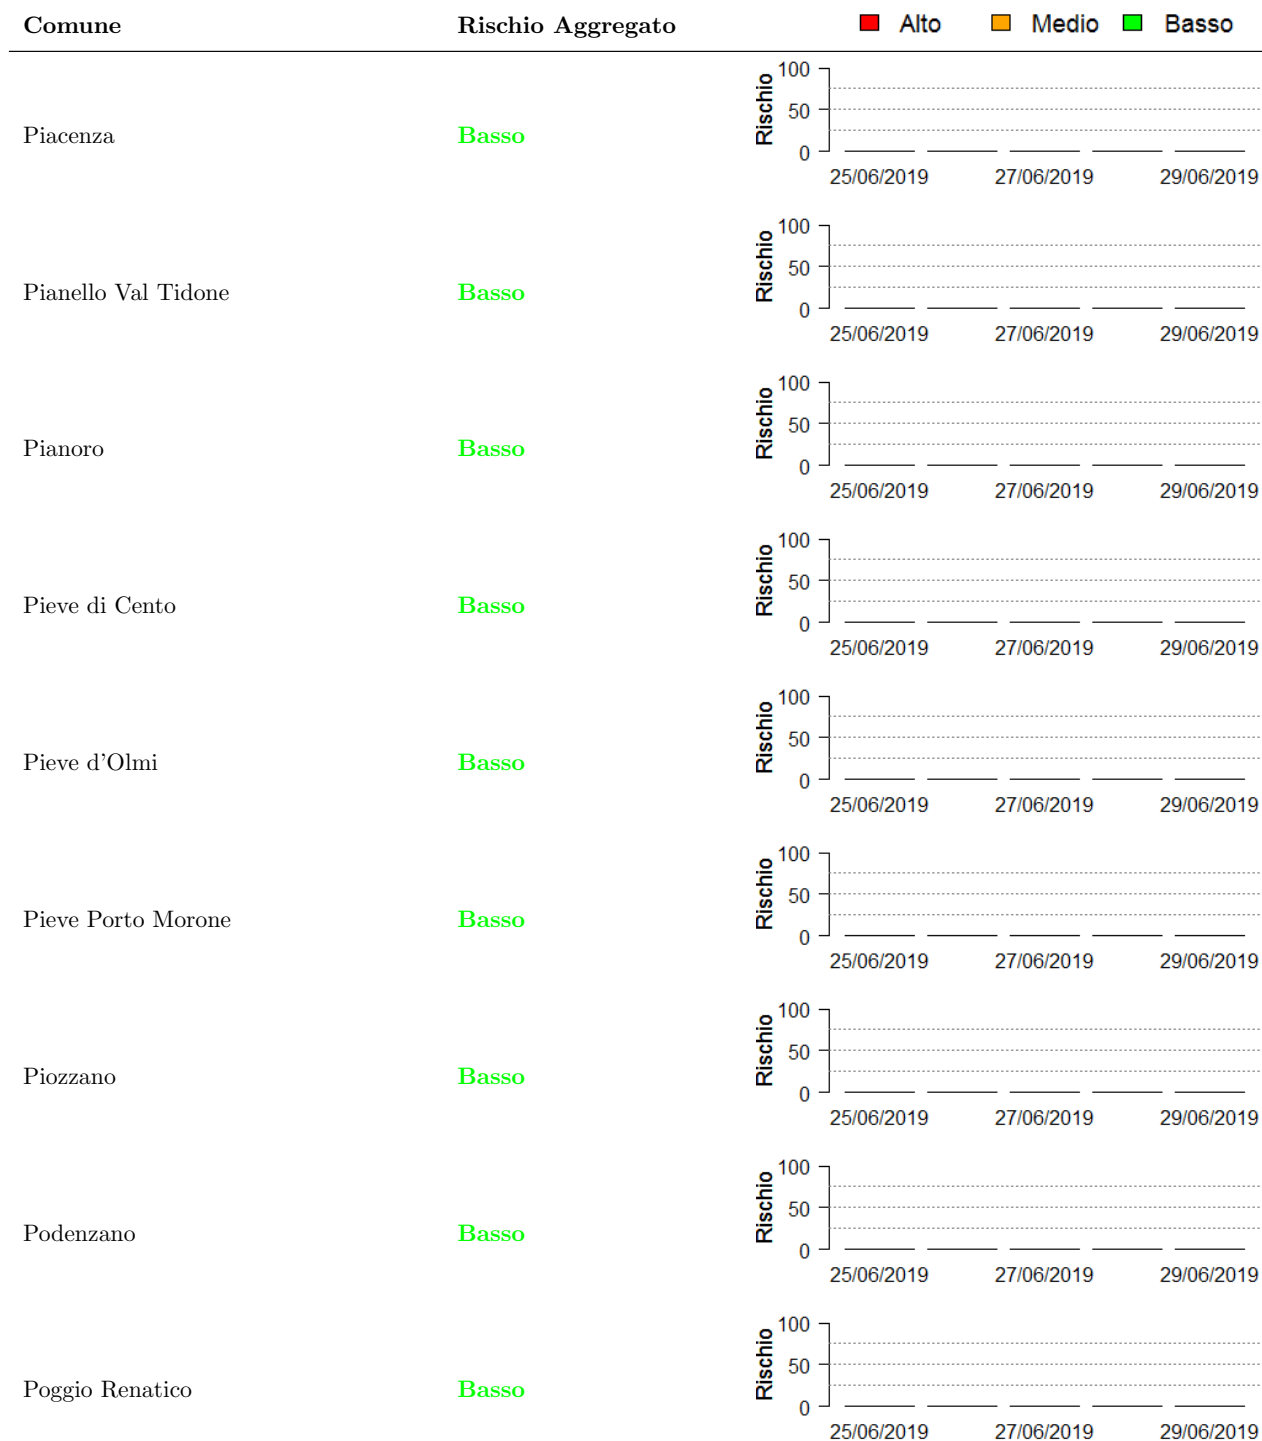 Comune Rischio Aggregato Alto Medio Basso
100
50
0
Rischio
Piacenza Basso
25/06/2019 27/06/2019 29/06/2019
100
50
0
Rischio
Pianello Val Tidone Basso
25/06/2019 27/06/2019 29/06/2019
100
50
0
Rischio
Pianoro Basso
25/06/2019 27/06/2019 29/06/2019
100
50
0
Rischio
Pieve di Cento Basso
25/06/2019 27/06/2019 29/06/2019
100
50
0
Rischio
Pieve d'Olmi Basso
25/06/2019 27/06/2019 29/06/2019
100
50
0
Rischio
Pieve Porto Morone Basso
25/06/2019 27/06/2019 29/06/2019
100
50
0
Rischio
Piozzano Basso
25/06/2019 27/06/2019 29/06/2019
100
50
0
Rischio
Podenzano Basso
25/06/2019 27/06/2019 29/06/2019
100
50
0
Rischio
Poggio Renatico Basso
25/06/2019 27/06/2019 29/06/2019